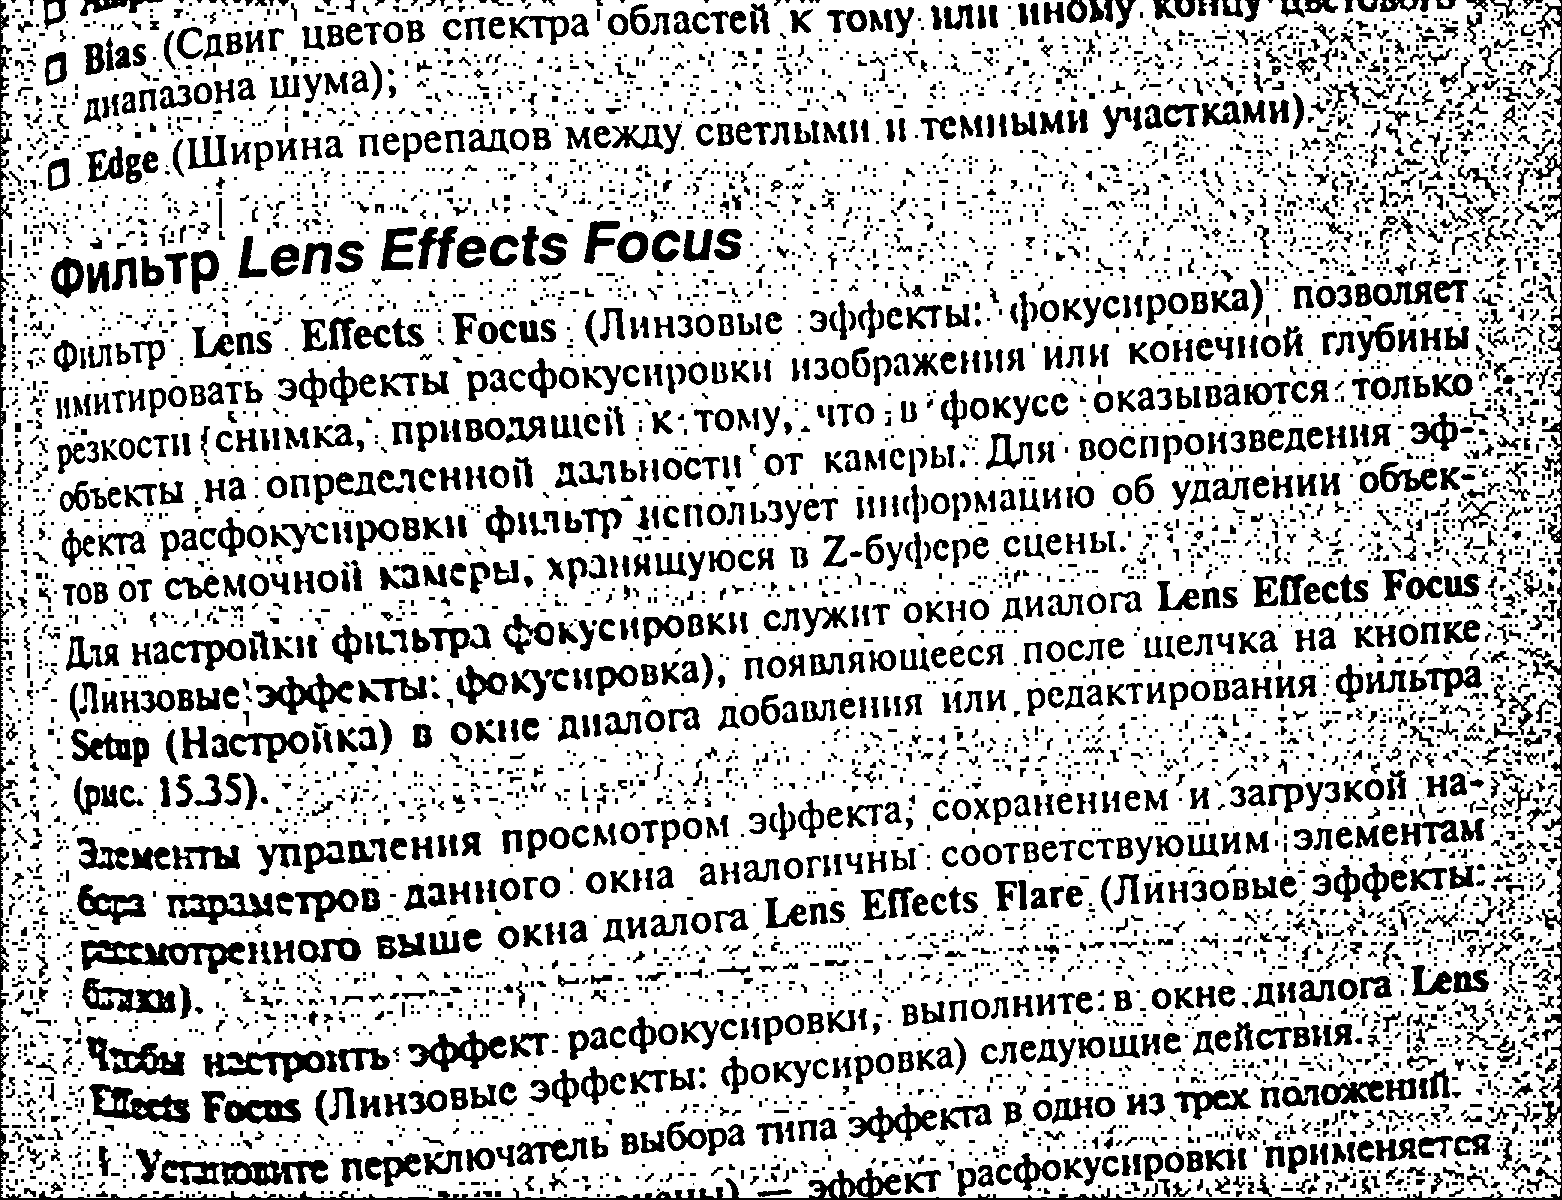 ❒ Bias (Сдвиг цветов спектра областей к тому или иному концу цветового
диапазона шума);
❒ Edge (Ширина перепадов между светлыми и темными участками).
Фильтр Lens Effects Focus
Фильтр Lens Effects Focus (Линзовые эффекты: фокусировка) позволяет
имитировать эффекты расфокусировки изображения или конечной глубины
резкости снимка, приводящей к тому, что в фокусе оказываются только
объекты на определенной дальности от камеры. Для воспроизведения эф-
фекта расфокусировки фильтр использует информацию об удалении объек-
тов от съемочной камеры, хранящуюся в Z-буфере сцены.
Для настройки фильтра фокусировки служит окно диалога Lens Effects Focus
(Линзовые эффекты: фокусировка), появляющееся после щелчка на кнопке
Setup (Настройка) в окне диалога добавления или редактирования фильтра
(рис. 15.35).
Элементы управления просмотром эффекта, сохранением и загрузкой на-
бора параметров данного окна аналогичны соответствующим элементам
рассмотренного выше окна диалога Lens Effects Flare (Линзовые эффекты:
блики).
Чтобы настроить эффект расфокусировки, выполните в окне диалога Lens
Effects Focus (Линзовые эффекты: фокусировка) следующие действия.
Установите переключатель выбора типа эффекта в одно из трех положений:
— эффект расфокусировки применяется